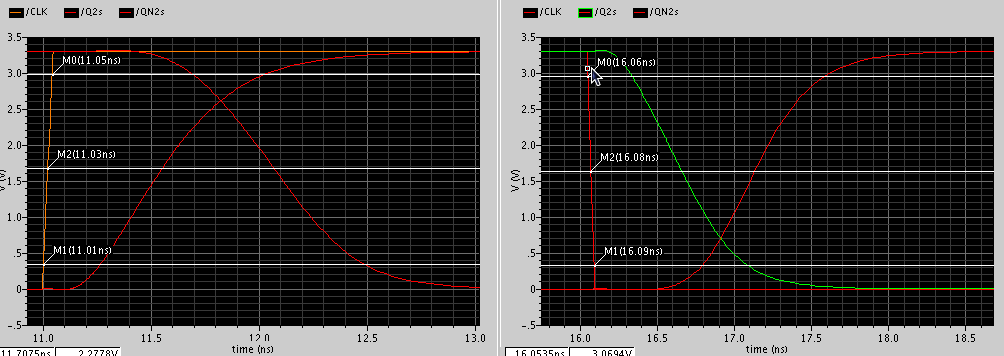 /CLK /Q2s /QN2s
3.5
3.0
2.5
2.0
1.5
1.0
.5
0
-.5
V (V)
M0(11.05ns)
M2(11.03ns)
M1(11.01ns)
11.0 11.5 12.0 12.5 13.0
time (ns)
11.7075ns 2.2778V
/CLK /Q2s /QN2s
3.5
3.0
2.5
2.0
1.5
1.0
.5
0
-.5
V (V)
M0(16.06ns)
M2(16.08ns)
M1(16.09ns)
16.0 16.5 17.0 17.5 18.0 18.5
time (ns)
16.0535ns 3.0694V